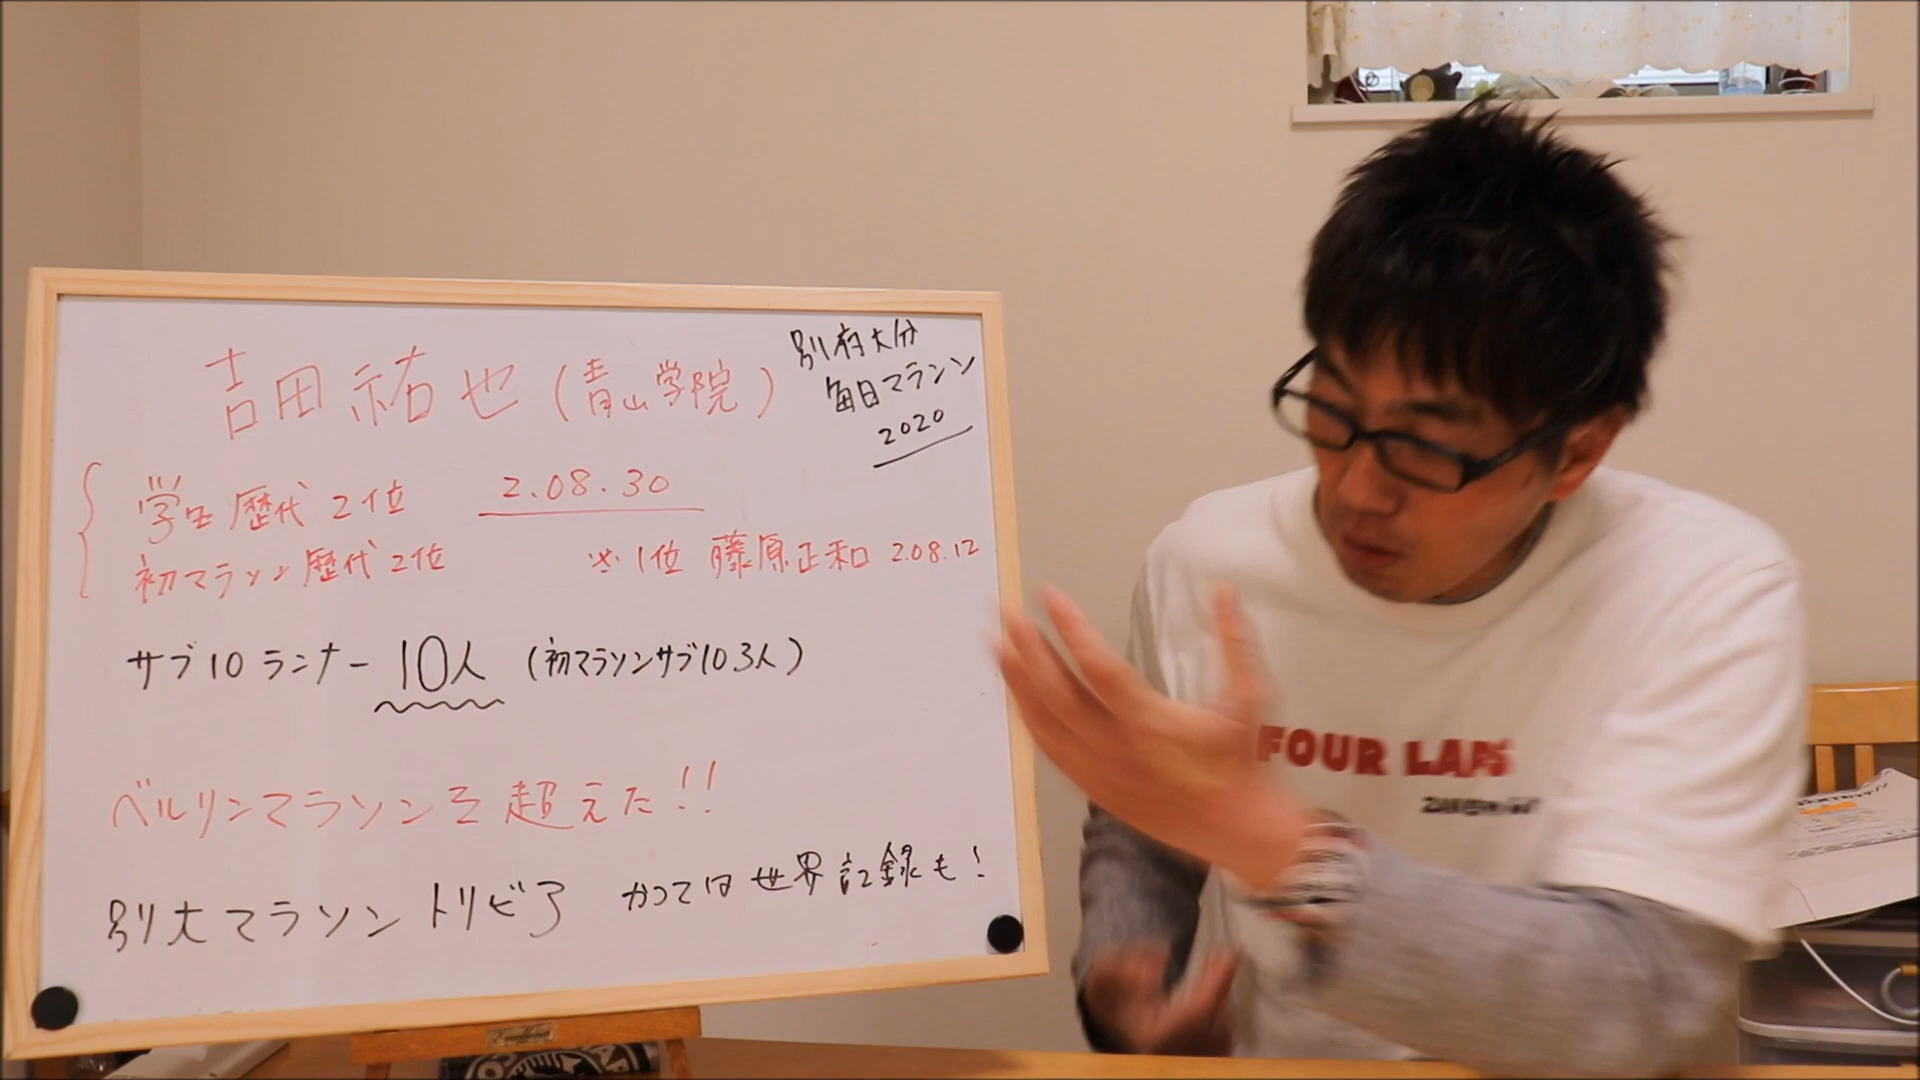 吉田祐也(青山学院)
別府大分
毎日マラソン
2020
学生歴代2位 2.08.30
初マラソン歴代2位 ※1位 藤原正和 2.08.12
サブ10ランナー 10人 (初マラソンサブ10 3人)
ベルリンマラソンを超えた!!
別大マラソントリビア かつては世界記録も!
FOUR LAPS